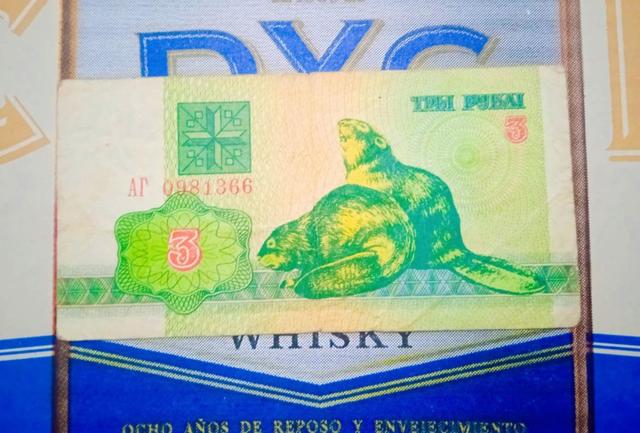 DYC
ТРЫ РУБЛІ
3
АГ 0981366
3
WHISKY
OCHO AÑOS DE REPOSO Y ENVEJECIMIENTO